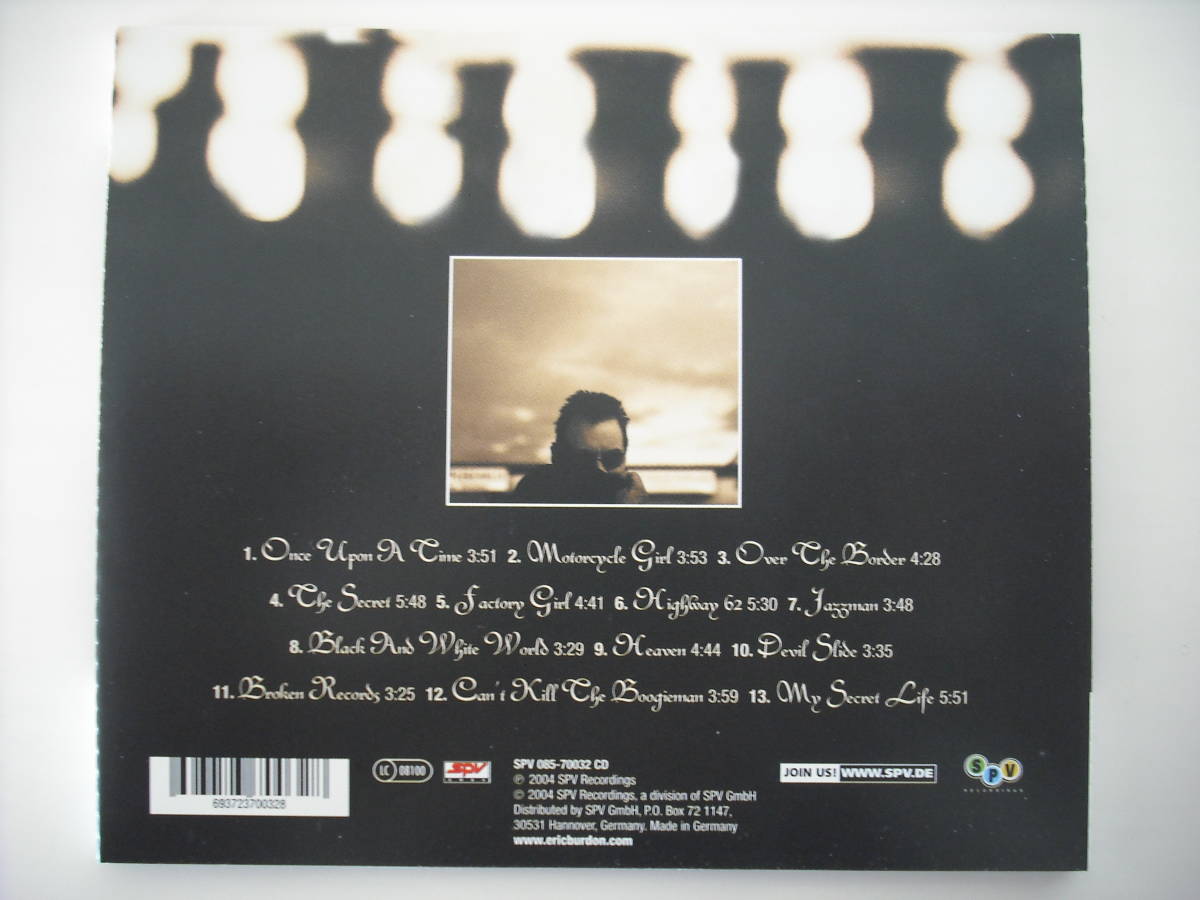 1. Once Upon A Time 3:51 2. Motorcycle Girl 3:53 3. Over The Border 4:28
4. The Secret 5:48 5. Factory Girl 4:41 6. Highway 62 5:30 7. Jazzman 3:48
8. Black And White World 3:29 9. Heaven 4:44 10. Devil Slide 3:35
11. Broken Records 3:25 12. Can't Kill The Boogieman 3:59 13. My Secret Life 5:51
693723700328
LC 08100
SPV
SPV 085-70032 CD
℗ 2004 SPV Recordings
© 2004 SPV Recordings, a division of SPV GmbH
Distributed by SPV GmbH, P.O. Box 72 1147,
30531 Hannover, Germany. Made in Germany
www.ericburdon.com
JOIN US! WWW.SPV.DE
SPV
RECORDINGS